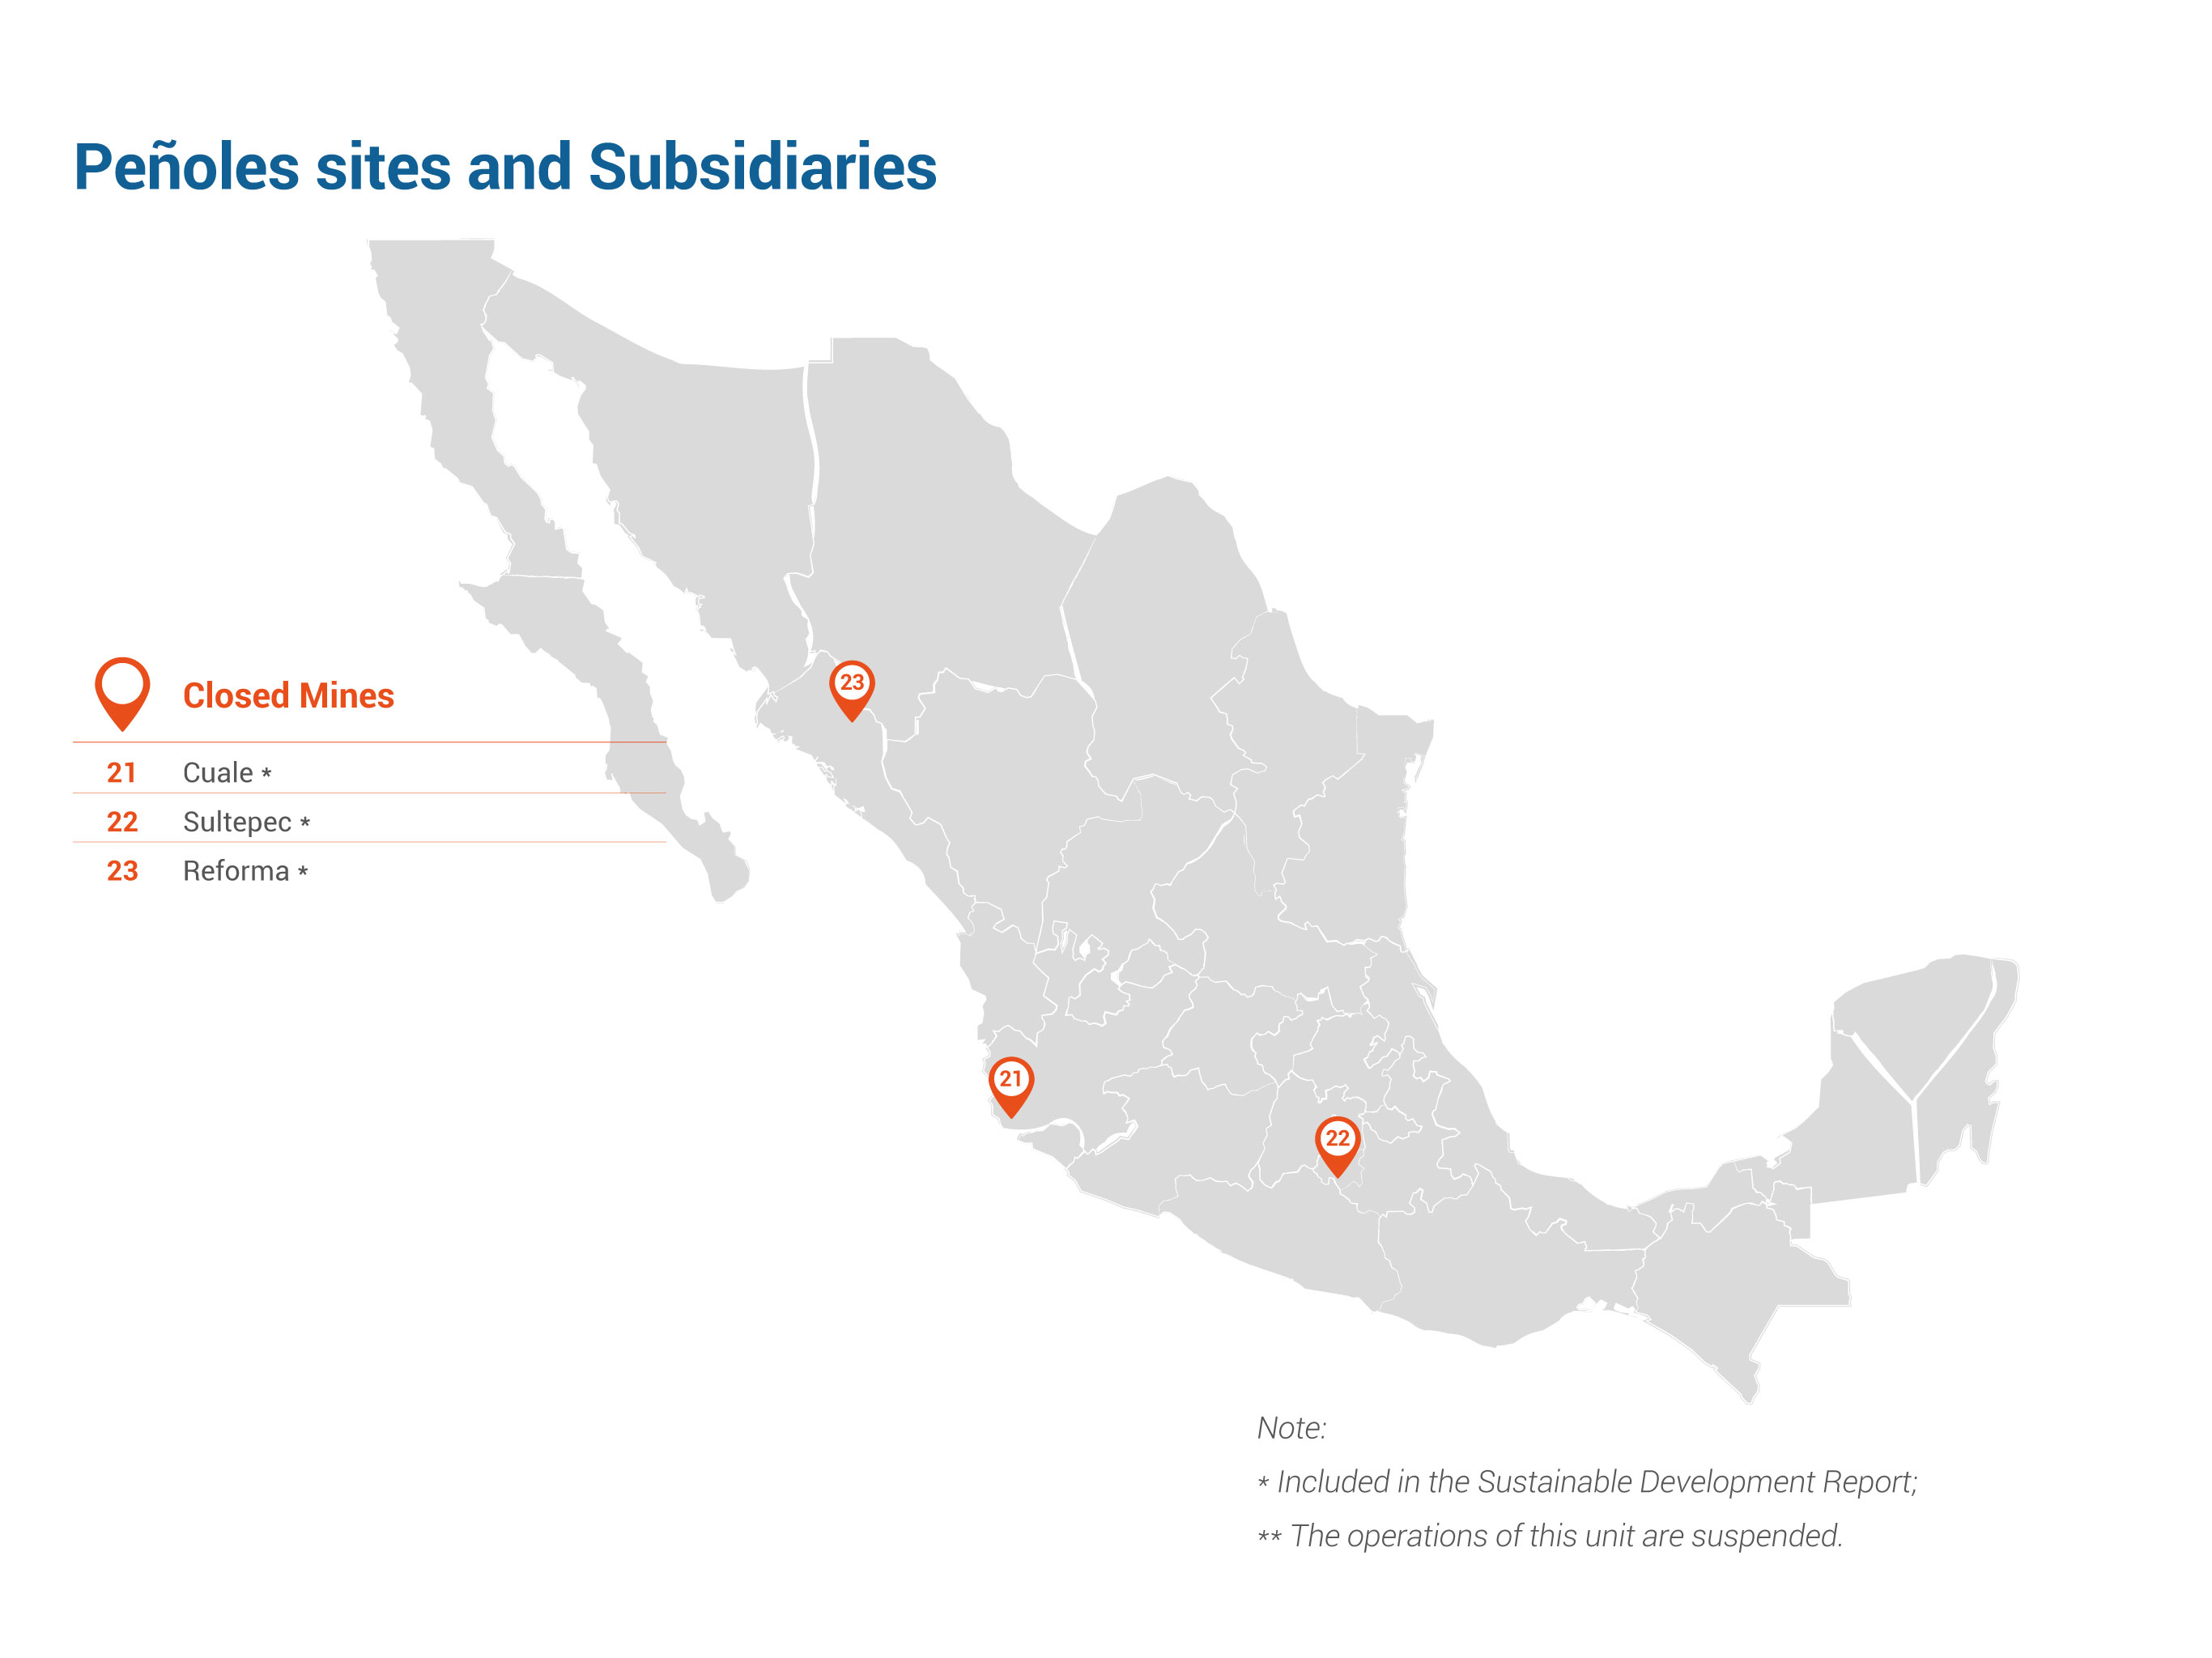 Peñoles sites and Subsidiaries
Closed Mines
21 Cuale *
22 Sultepec *
23 Reforma *
23
21
22
Note:
* Included in the Sustainable Development Report;
** The operations of this unit are suspended.